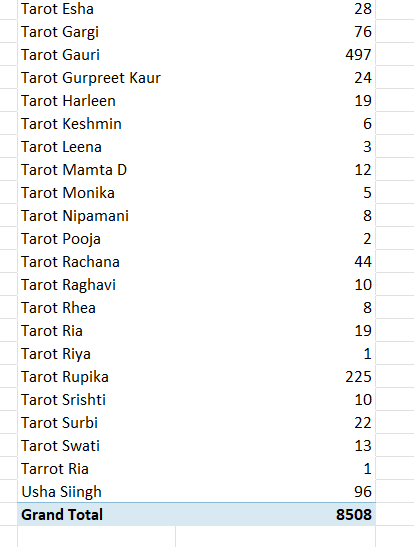 Tarot Esha 28
Tarot Gargi 76
Tarot Gauri 497
Tarot Gurpreet Kaur 24
Tarot Harleen 19
Tarot Keshmin 6
Tarot Leena 3
Tarot Mamta D 12
Tarot Monika 5
Tarot Nipamani 8
Tarot Pooja 2
Tarot Rachana 44
Tarot Raghavi 10
Tarot Rhea 8
Tarot Ria 19
Tarot Riya 1
Tarot Rupika 225
Tarot Srishti 10
Tarot Surbi 22
Tarot Swati 13
Tarrot Ria 1
Usha Siingh 96
Grand Total 8508